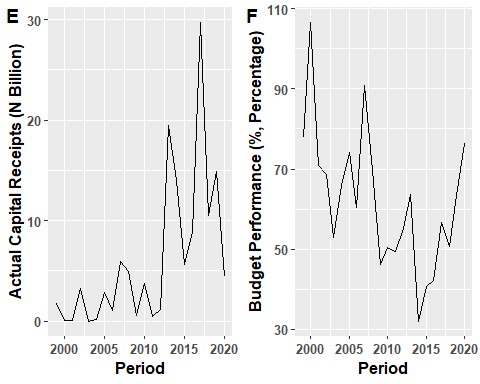 E
Actual Capital Receipts (N Billion)
30
20
10
0
2000 2005 2010 2015 2020
Period
F
Budget Performance (%, Percentage)
110
90
70
50
30
2000 2005 2010 2015 2020
Period